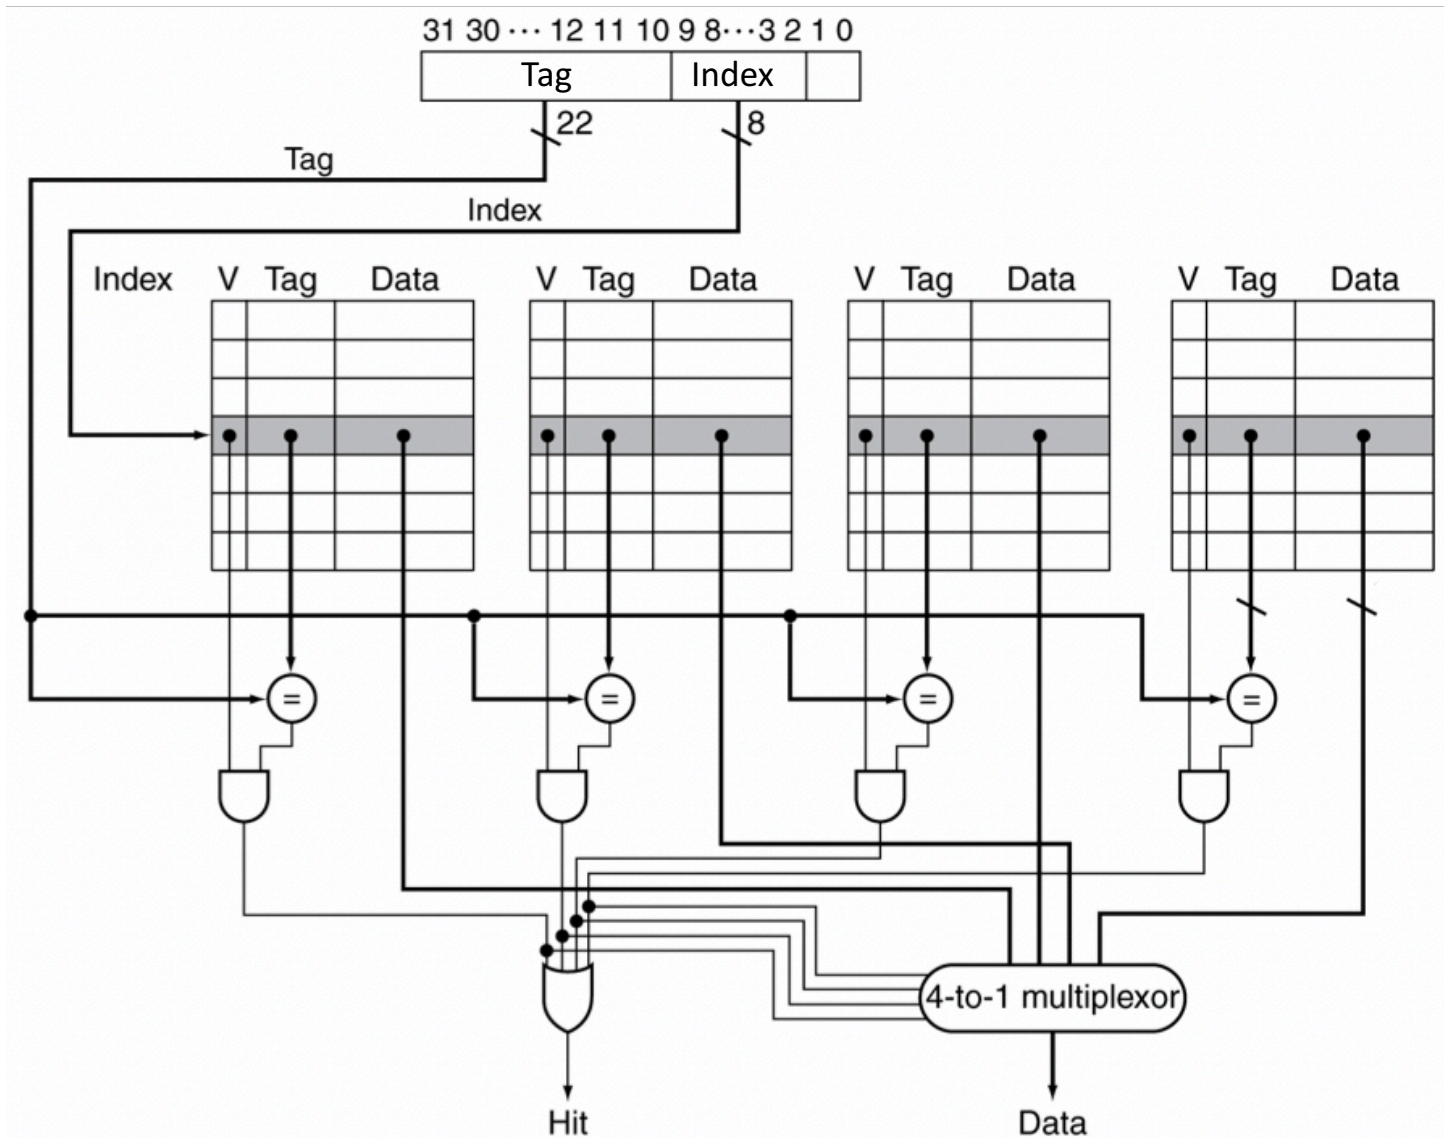 31 30 ··· 12 11 10 9 8···3 2 1 0
Tag Index
22 8
Tag
Index
Index V Tag Data V Tag Data V Tag Data V Tag Data
= = = =
4-to-1 multiplexor
Hit Data